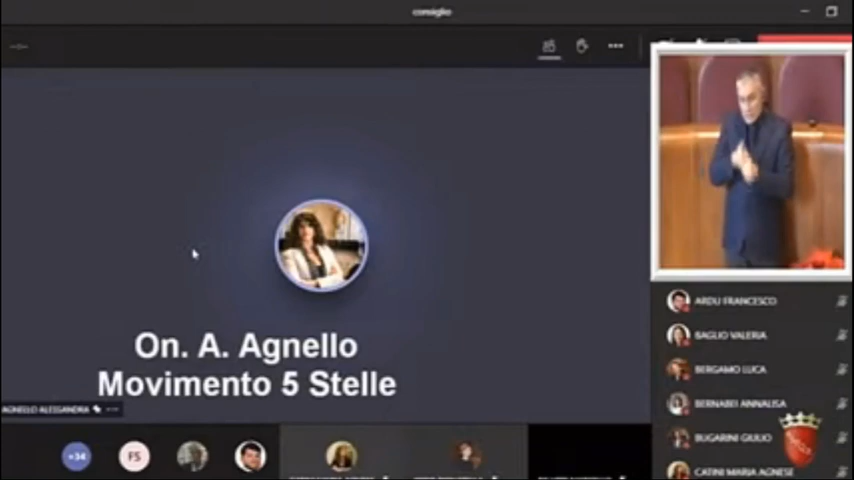 consiglio
ARDU FRANCESCO
BAGLIO VALERIA
On. A. Agnello
BERGAMO LUCA
Movimento 5 Stelle
AGNELLO ALESSANDRA
BERNABEI ANNALISA
BUGARINI GIULIO
+34
FS
CATINI MARIA AGNESE